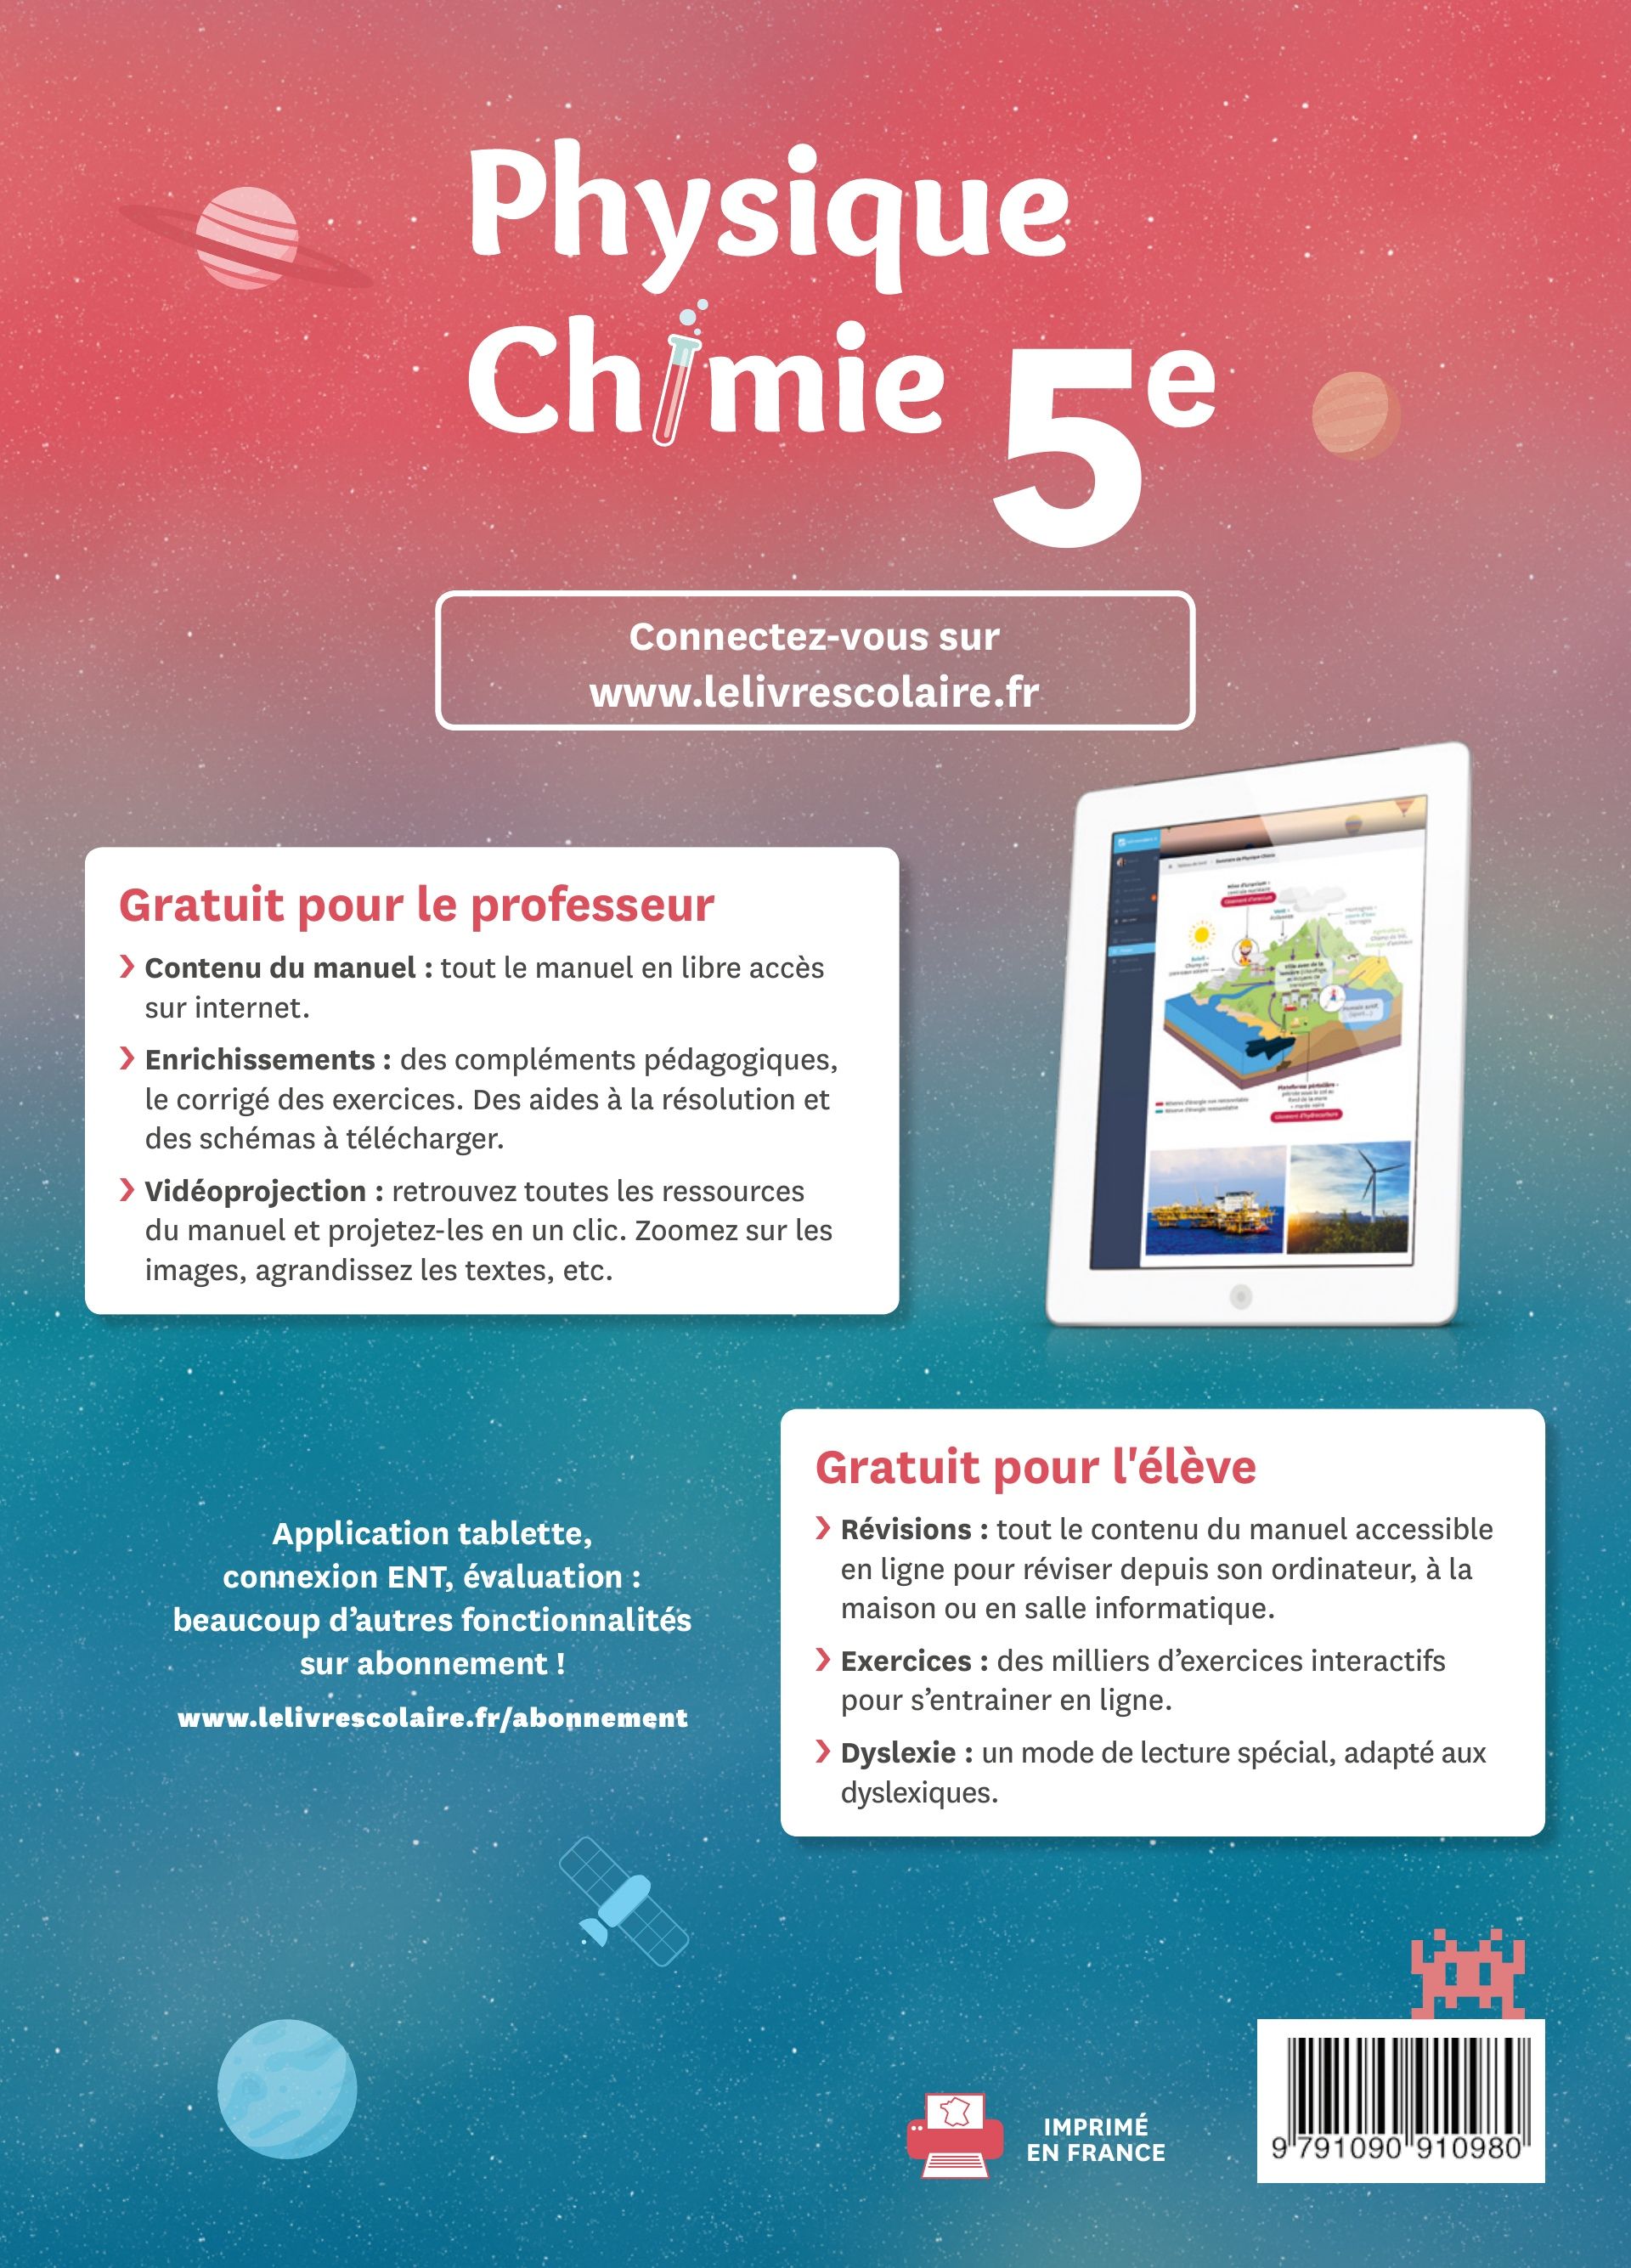 Physique
Chimie 5e
Connectez-vous sur
www.lelivrescolaire.fr
Gratuit pour le professeur
Contenu du manuel : tout le manuel en libre accès
sur internet.
Enrichissements : des compléments pédagogiques,
le corrigé des exercices. Des aides à la résolution et
des schémas à télécharger.
Vidéoprojection : retrouvez toutes les ressources
du manuel et projetez-les en un clic. Zoomez sur les
images, agrandissez les textes, etc.
Gratuit pour l'élève
Révisions : tout le contenu du manuel accessible
en ligne pour réviser depuis son ordinateur, à la
maison ou en salle informatique.
Exercices : des milliers d’exercices interactifs
pour s’entrainer en ligne.
Dyslexie : un mode de lecture spécial, adapté aux
dyslexiques.
Application tablette,
connexion ENT, évaluation :
beaucoup d’autres fonctionnalités
sur abonnement !
www.lelivrescolaire.fr/abonnement
IMPRIMÉ
EN FRANCE
9 791090 910980